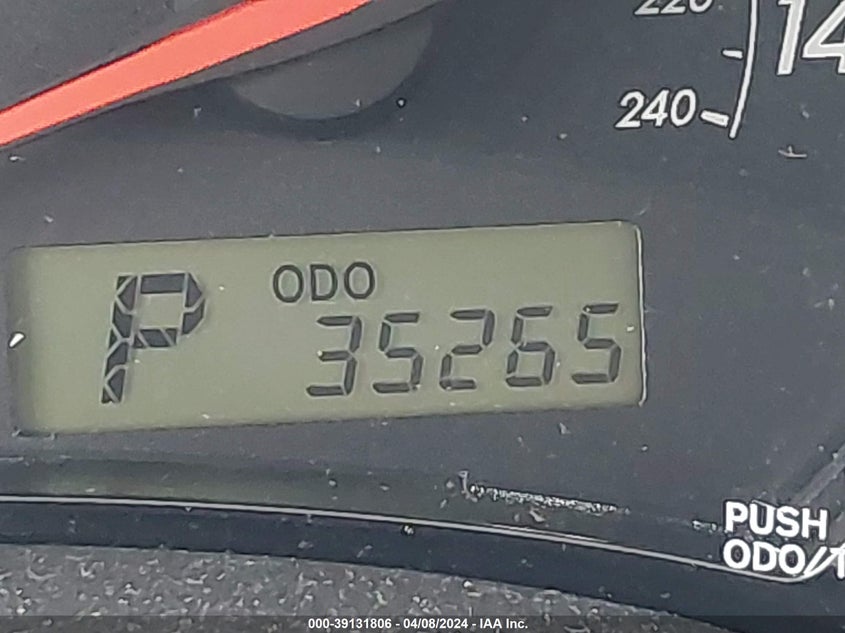 220
14
240
P
ODO
35265
PUSH
ODO/T
000-39131806 - 04/08/2024 - IAA Inc.